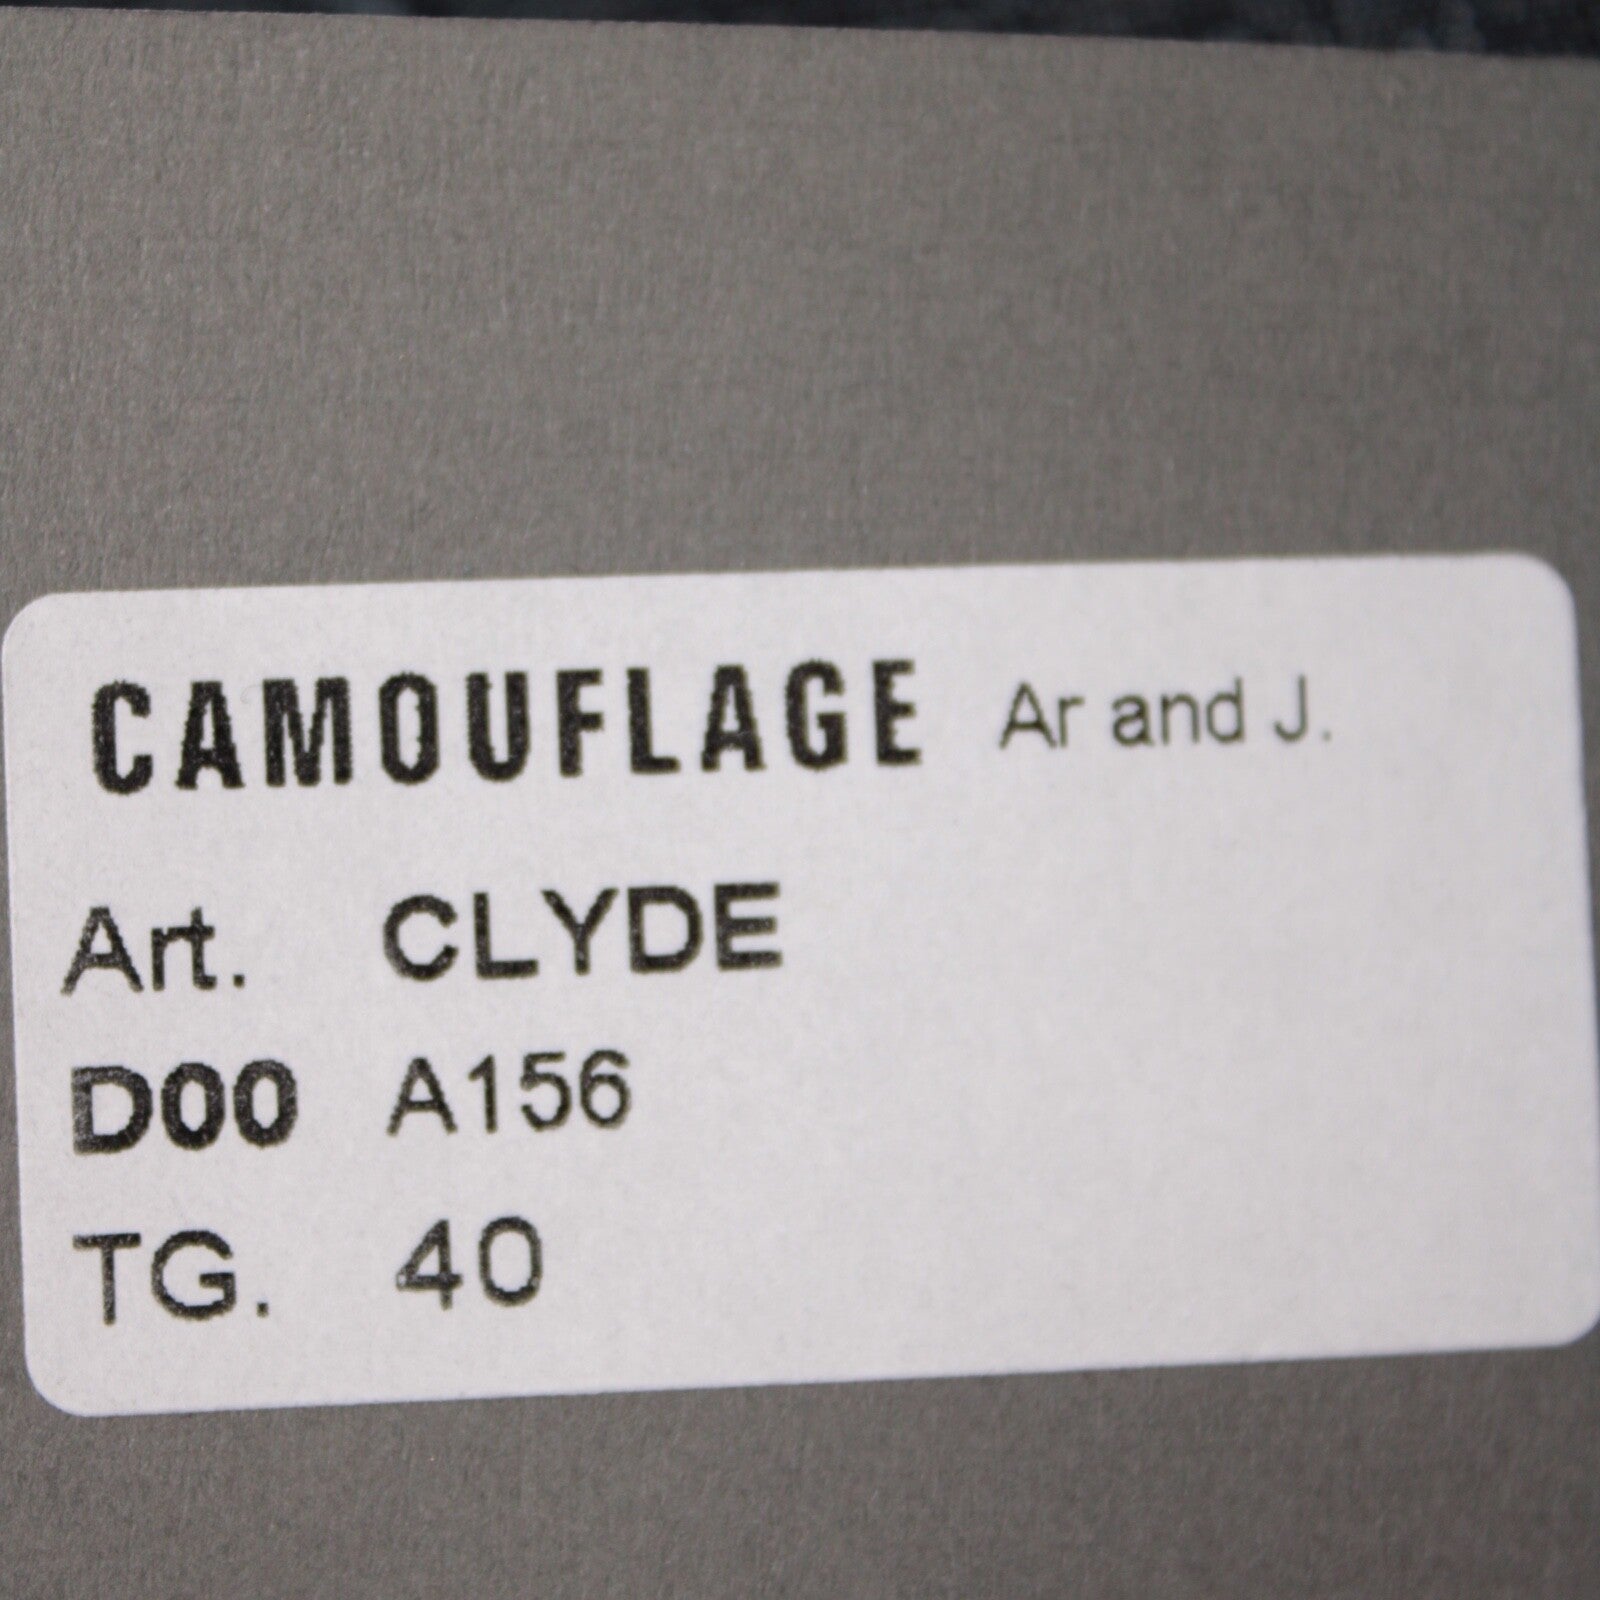 CAMOUFLAGE Ar and J.
Art. CLYDE
D00 A156
TG. 40